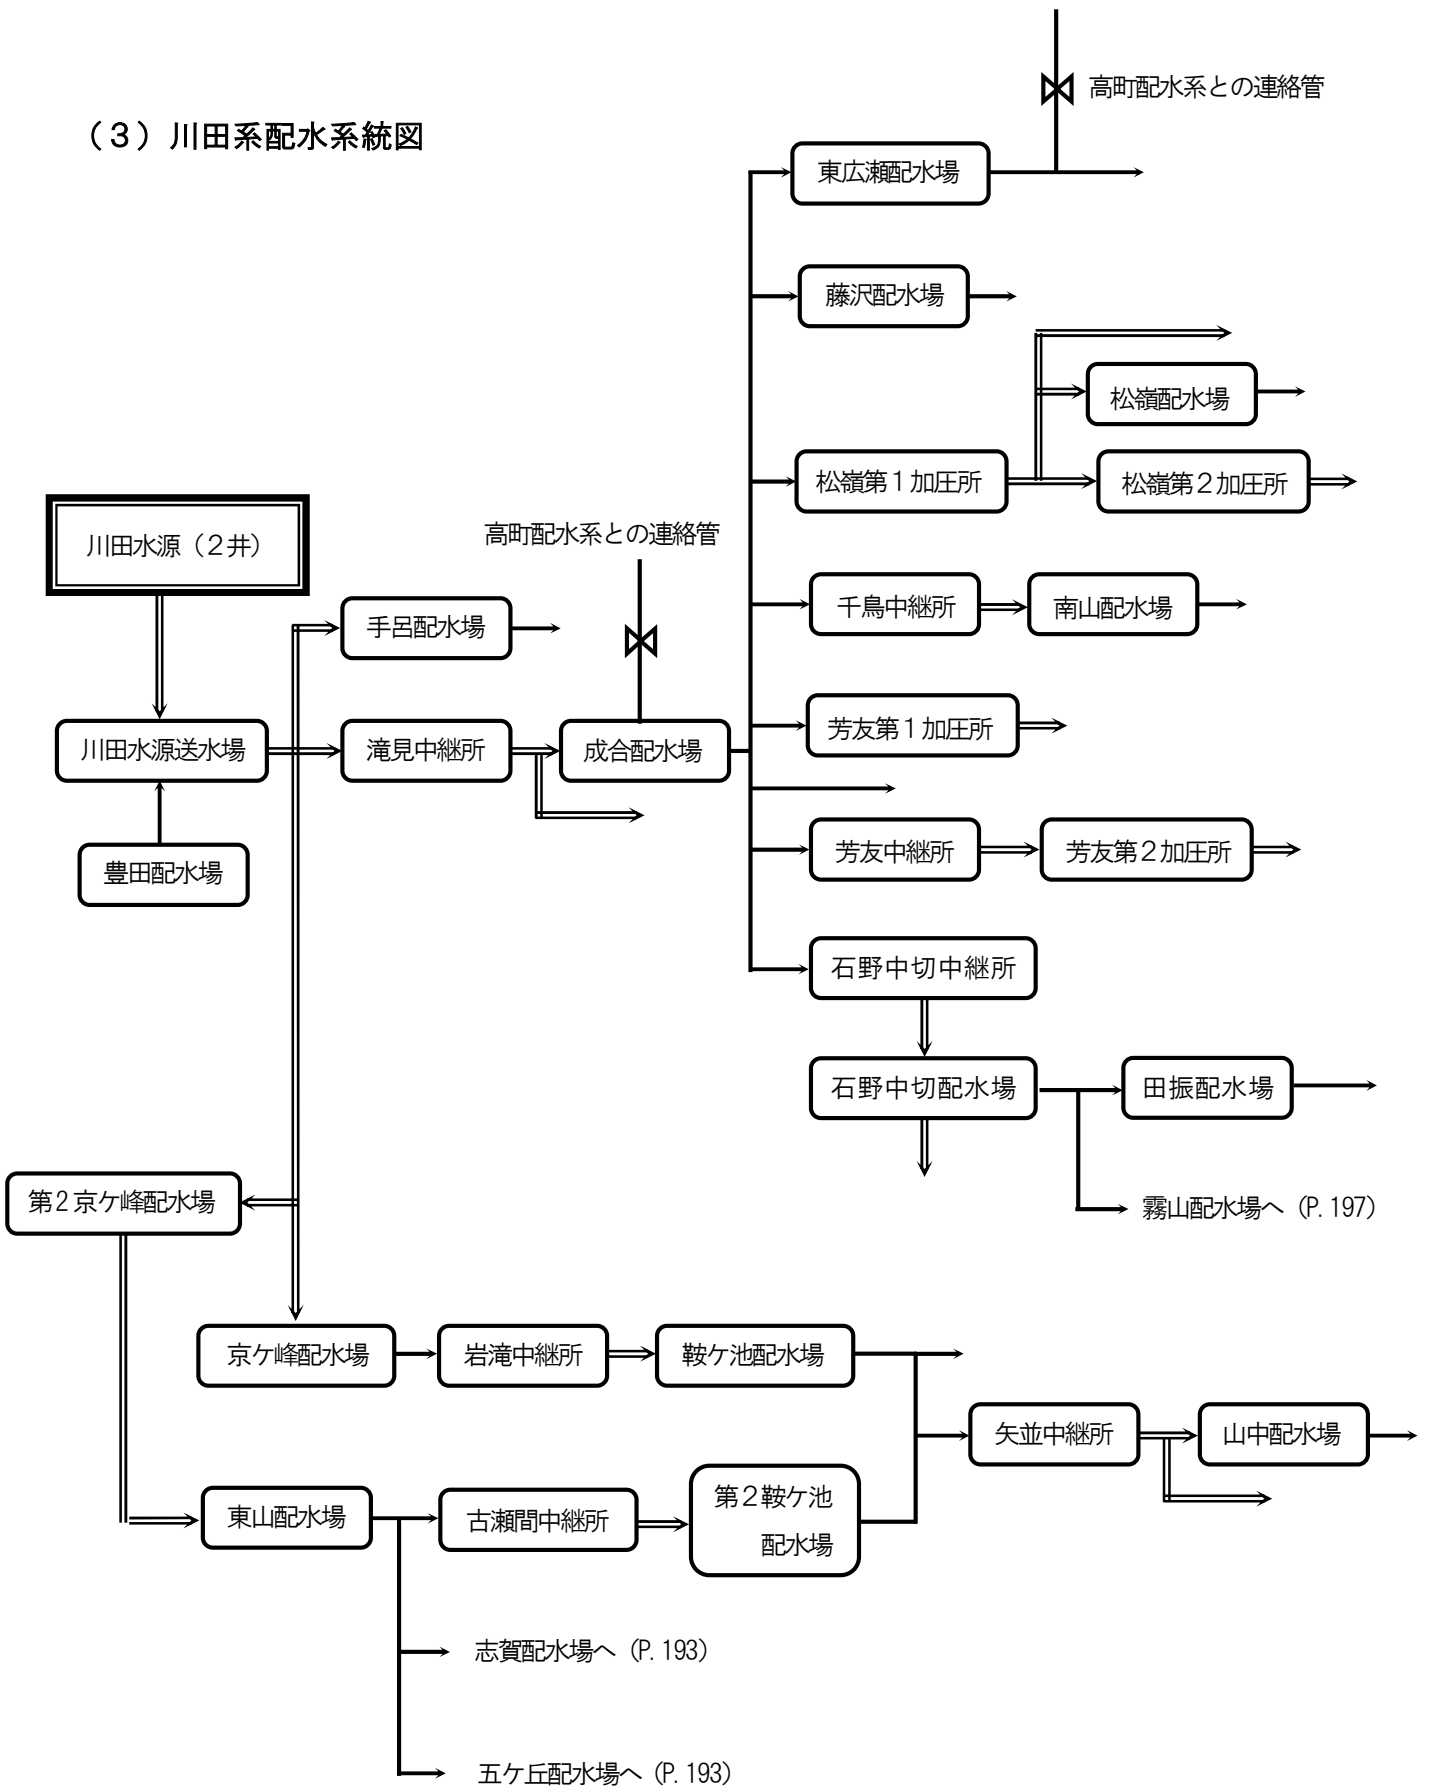 高町配水系との連絡管
（３）川田系配水系統図
東広瀬配水場
藤沢配水場
松嶺配水場
松嶺第１加圧所
松嶺第２加圧所
高町配水系との連絡管
川田水源（２井）
千鳥中継所
南山配水場
手呂配水場
芳友第１加圧所
川田水源送水場
滝見中継所
成合配水場
芳友中継所
芳友第２加圧所
豊田配水場
石野中切中継所
石野中切配水場
田振配水場
第２京ケ峰配水場
霧山配水場へ（P.197）
京ケ峰配水場
岩滝中継所
鞍ケ池配水場
矢並中継所
山中配水場
東山配水場
古瀬間中継所
第２鞍ケ池
配水場
志賀配水場へ（P.193）
五ケ丘配水場へ（P.193）